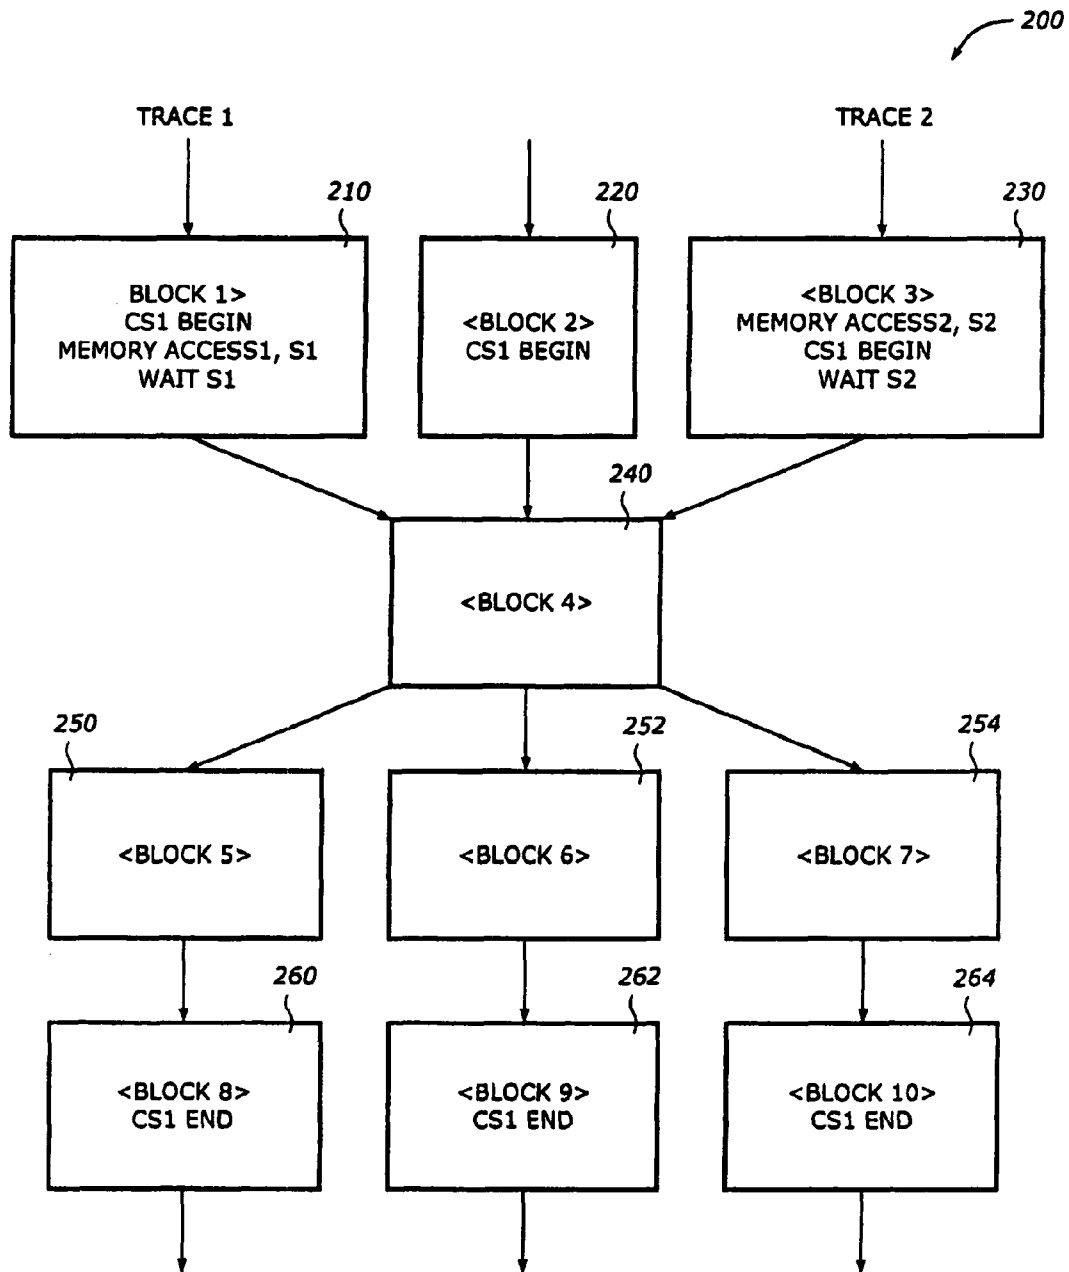 200
TRACE 1
TRACE 2
210
220
230
BLOCK 1>
CS1 BEGIN
MEMORY ACCESS1, S1
WAIT S1
<BLOCK 2>
CS1 BEGIN
<BLOCK 3>
MEMORY ACCESS2, S2
CS1 BEGIN
WAIT S2
240
<BLOCK 4>
250
252
254
<BLOCK 5>
<BLOCK 6>
<BLOCK 7>
260
262
264
<BLOCK 8>
CS1 END
<BLOCK 9>
CS1 END
<BLOCK 10>
CS1 END